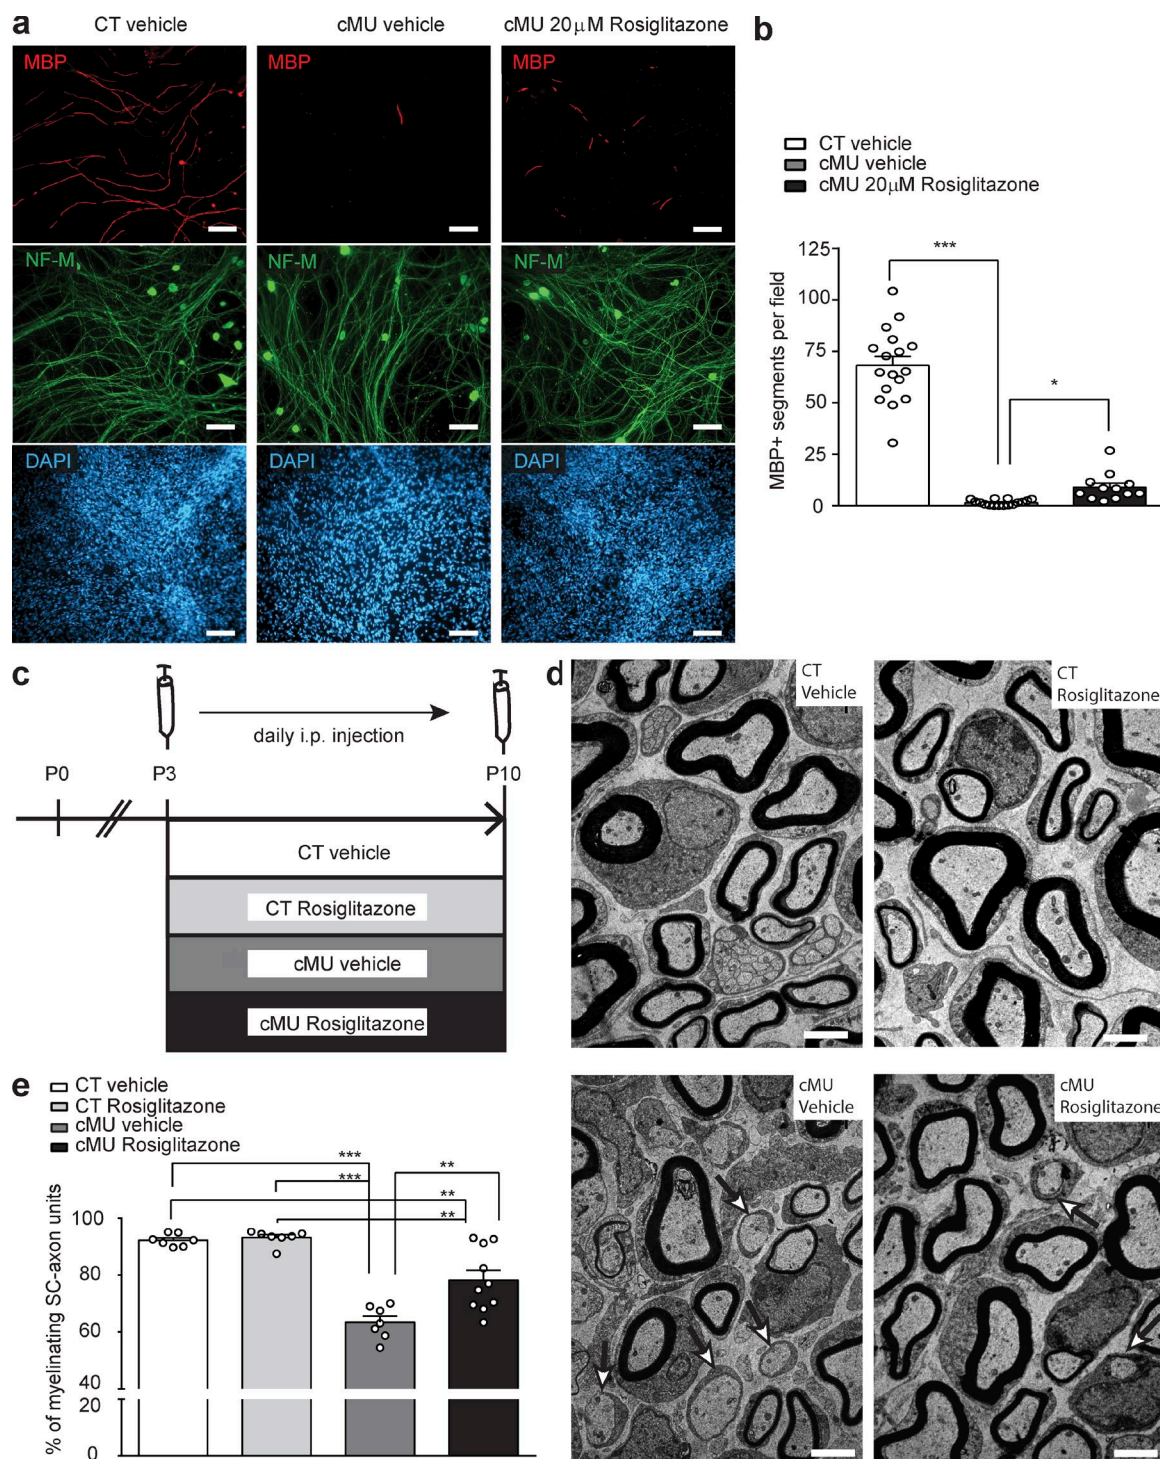 a
CT vehicle
cMU vehicle
cMU 20μM Rosiglitazone
MBP
MBP
MBP
NF-M
NF-M
NF-M
DAPI
DAPI
DAPI
b
CT vehicle
cMU vehicle
cMU 20μM Rosiglitazone
MBP+ segments per field
125
100
75
50
25
0
***
*
c
daily i.p. injection
P0
P3
P10
CT vehicle
CT Rosiglitazone
cMU vehicle
cMU Rosiglitazone
d
CT
Vehicle
CT
Rosiglitazone
cMU
Vehicle
cMU
Rosiglitazone
e
CT vehicle
CT Rosiglitazone
cMU vehicle
cMU Rosiglitazone
% of myelinating SC-axon units
100
80
60
40
20
0
***
***
**
**
**